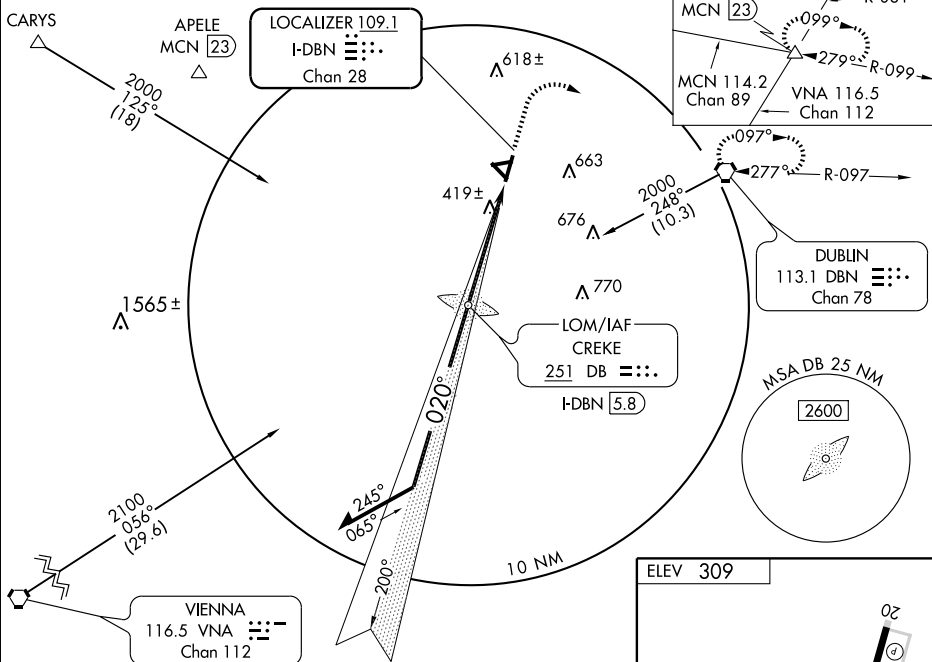 CARYS
2000
125°
(18)
APELE
MCN 23
LOCALIZER 109.1
I-DBN
Chan 28
618±
663
419±
676
770
1565±
2000
248°
(10.3)
MCN 23
099°
279°
R-099
MCN 114.2
Chan 89
VNA 116.5
Chan 112
097°
277°
R-097
DUBLIN
113.1 DBN
Chan 78
LOM/IAF
CREKE
251 DB
I-DBN 5.8
MSA DB 25 NM
2600
020°
245°
065°
200°
10 NM
2100
056°
(29.6)
VIENNA
116.5 VNA
Chan 112
ELEV 309
20
P